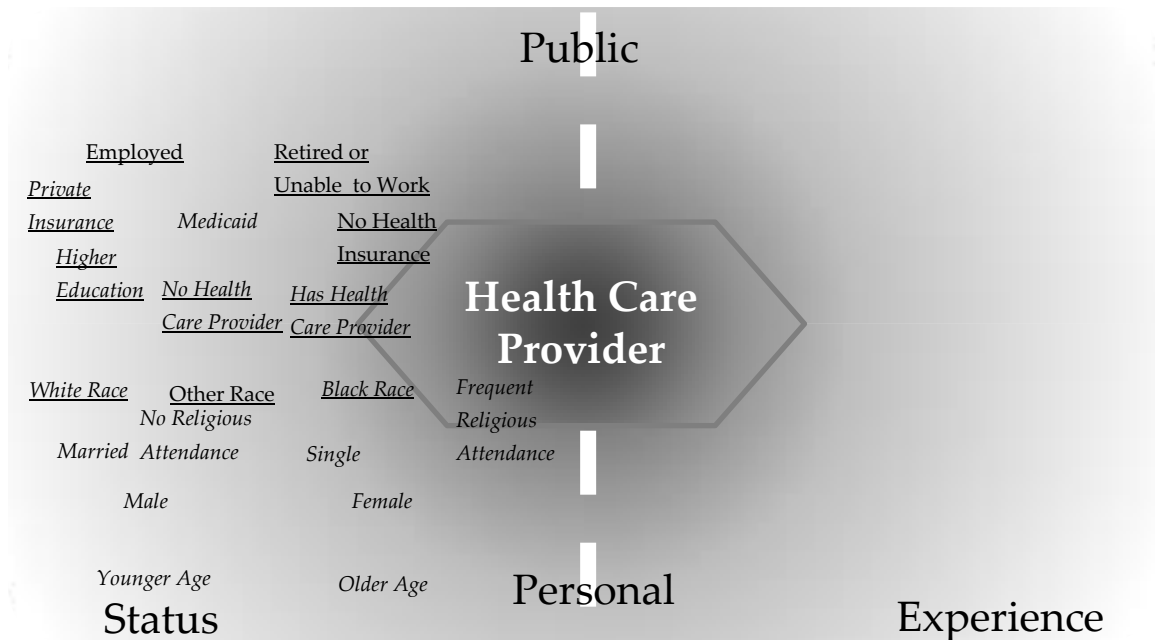 Public
Employed
Retired or
Unable to Work
Private
Insurance
Medicaid
No Health
Insurance
Higher
Education
No Health
Care Provider
Has Health
Care Provider
Health Care
Provider
White Race
Other Race
Black Race
Frequent
Religious
Attendance
No Religious
Attendance
Married
Single
Male
Female
Younger Age
Older Age
Personal
Status
Experience